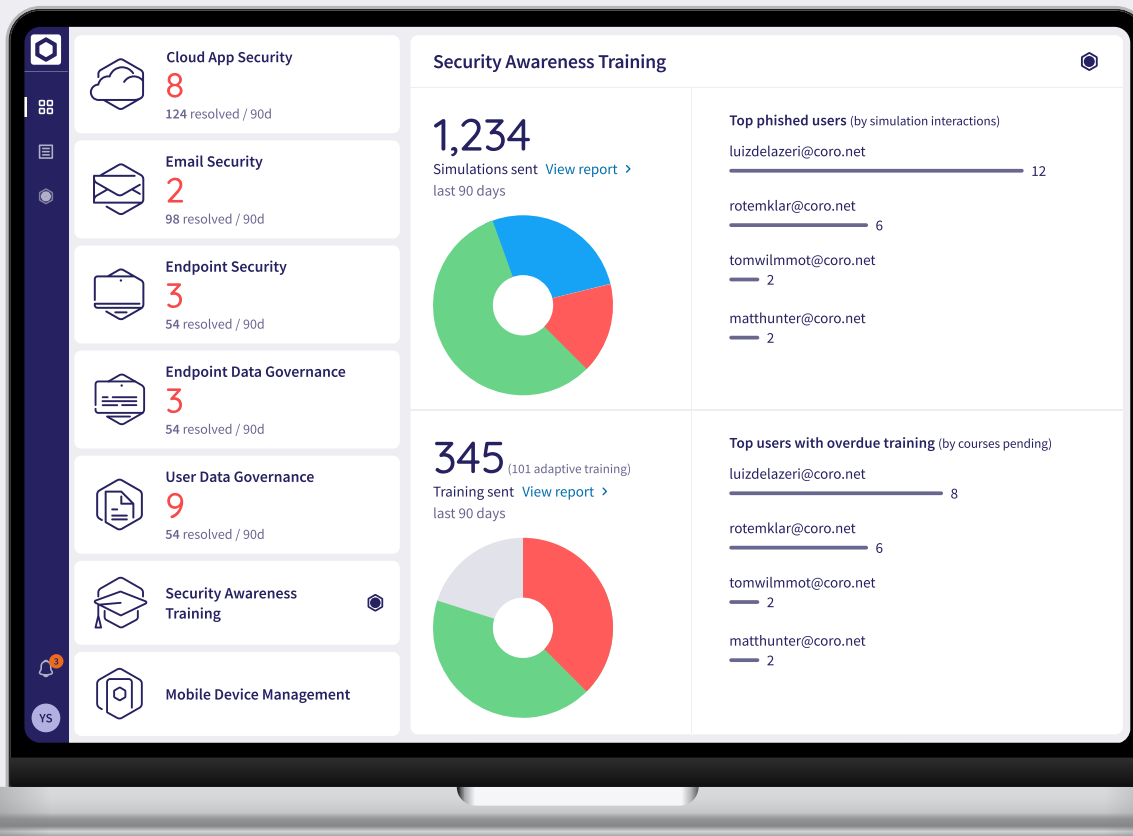 Cloud App Security
8
124 resolved / 90d
Email Security
2
98 resolved / 90d
Endpoint Security
3
54 resolved / 90d
Endpoint Data Governance
3
54 resolved / 90d
User Data Governance
9
54 resolved / 90d
Security Awareness
Training
Mobile Device Management
3
YS
Security Awareness Training
1,234
Simulations sent View report >
last 90 days
Top phished users (by simulation interactions)
luizdelazeri@coro.net
12
rotemklar@coro.net
6
tomwilmmot@coro.net
2
matthunter@coro.net
2
345 (101 adaptive training)
Training sent View report >
last 90 days
Top users with overdue training (by courses pending)
luizdelazeri@coro.net
8
rotemklar@coro.net
6
tomwilmmot@coro.net
2
matthunter@coro.net
2